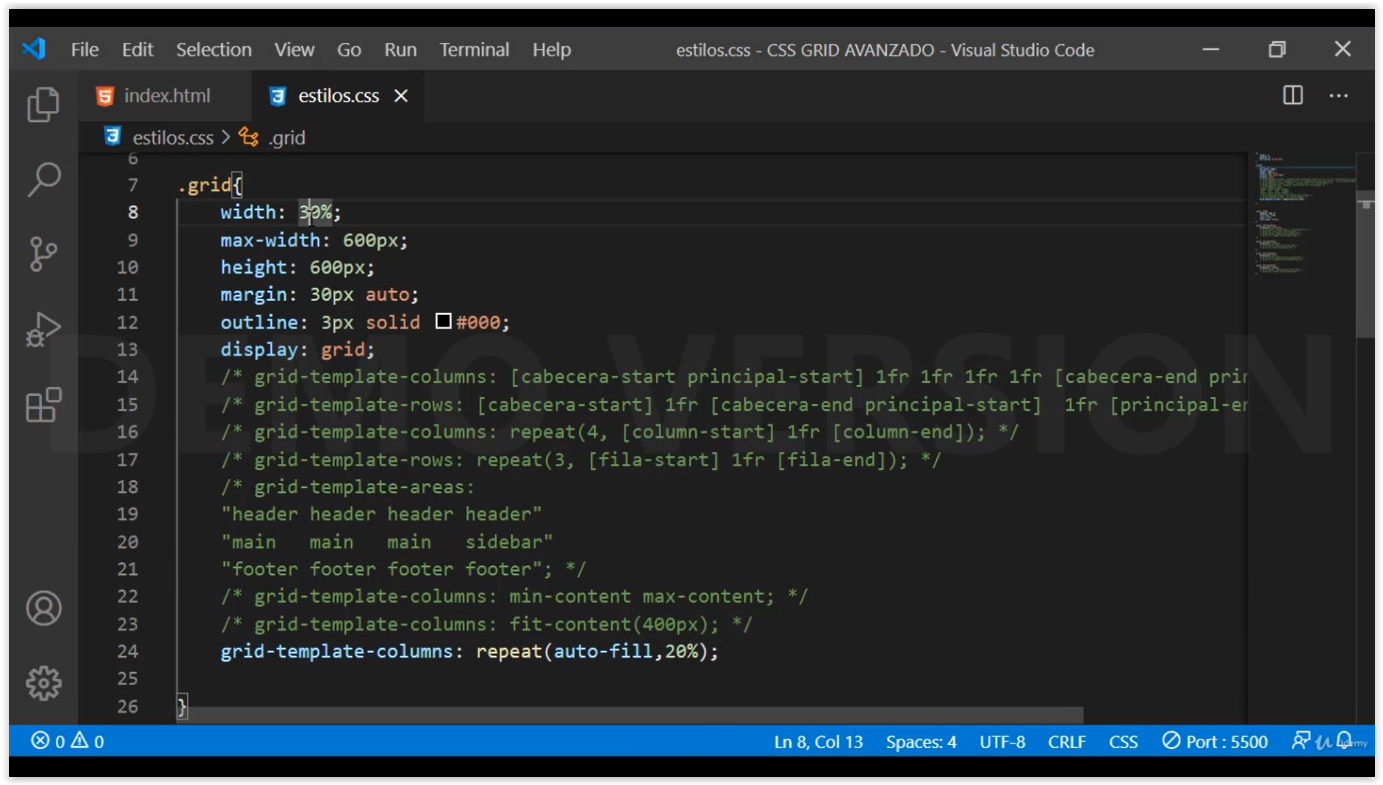 File Edit Selection View Go Run Terminal Help estilos.css - CSS GRID AVANZADO - Visual Studio Code
index.html estilos.css
estilos.css > .grid
6
7 .grid{
8 width: 30%;
9 max-width: 600px;
10 height: 600px;
11 margin: 30px auto;
12 outline: 3px solid #000;
13 display: grid;
14 /* grid-template-columns: [cabecera-start principal-start] 1fr 1fr 1fr 1fr [cabecera-end prin
15 /* grid-template-rows: [cabecera-start] 1fr [cabecera-end principal-start]  1fr [principal-en
16 /* grid-template-columns: repeat(4, [column-start] 1fr [column-end]); */
17 /* grid-template-rows: repeat(3, [fila-start] 1fr [fila-end]); */
18 /* grid-template-areas:
19 "header header header header"
20 "main   main   main   sidebar"
21 "footer footer footer footer"; */
22 /* grid-template-columns: min-content max-content; */
23 /* grid-template-columns: fit-content(400px); */
24 grid-template-columns: repeat(auto-fill,20%);
25
26 }
DEMO VERSION
0 0 Ln 8, Col 13 Spaces: 4 UTF-8 CRLF CSS Port : 5500 Udemy